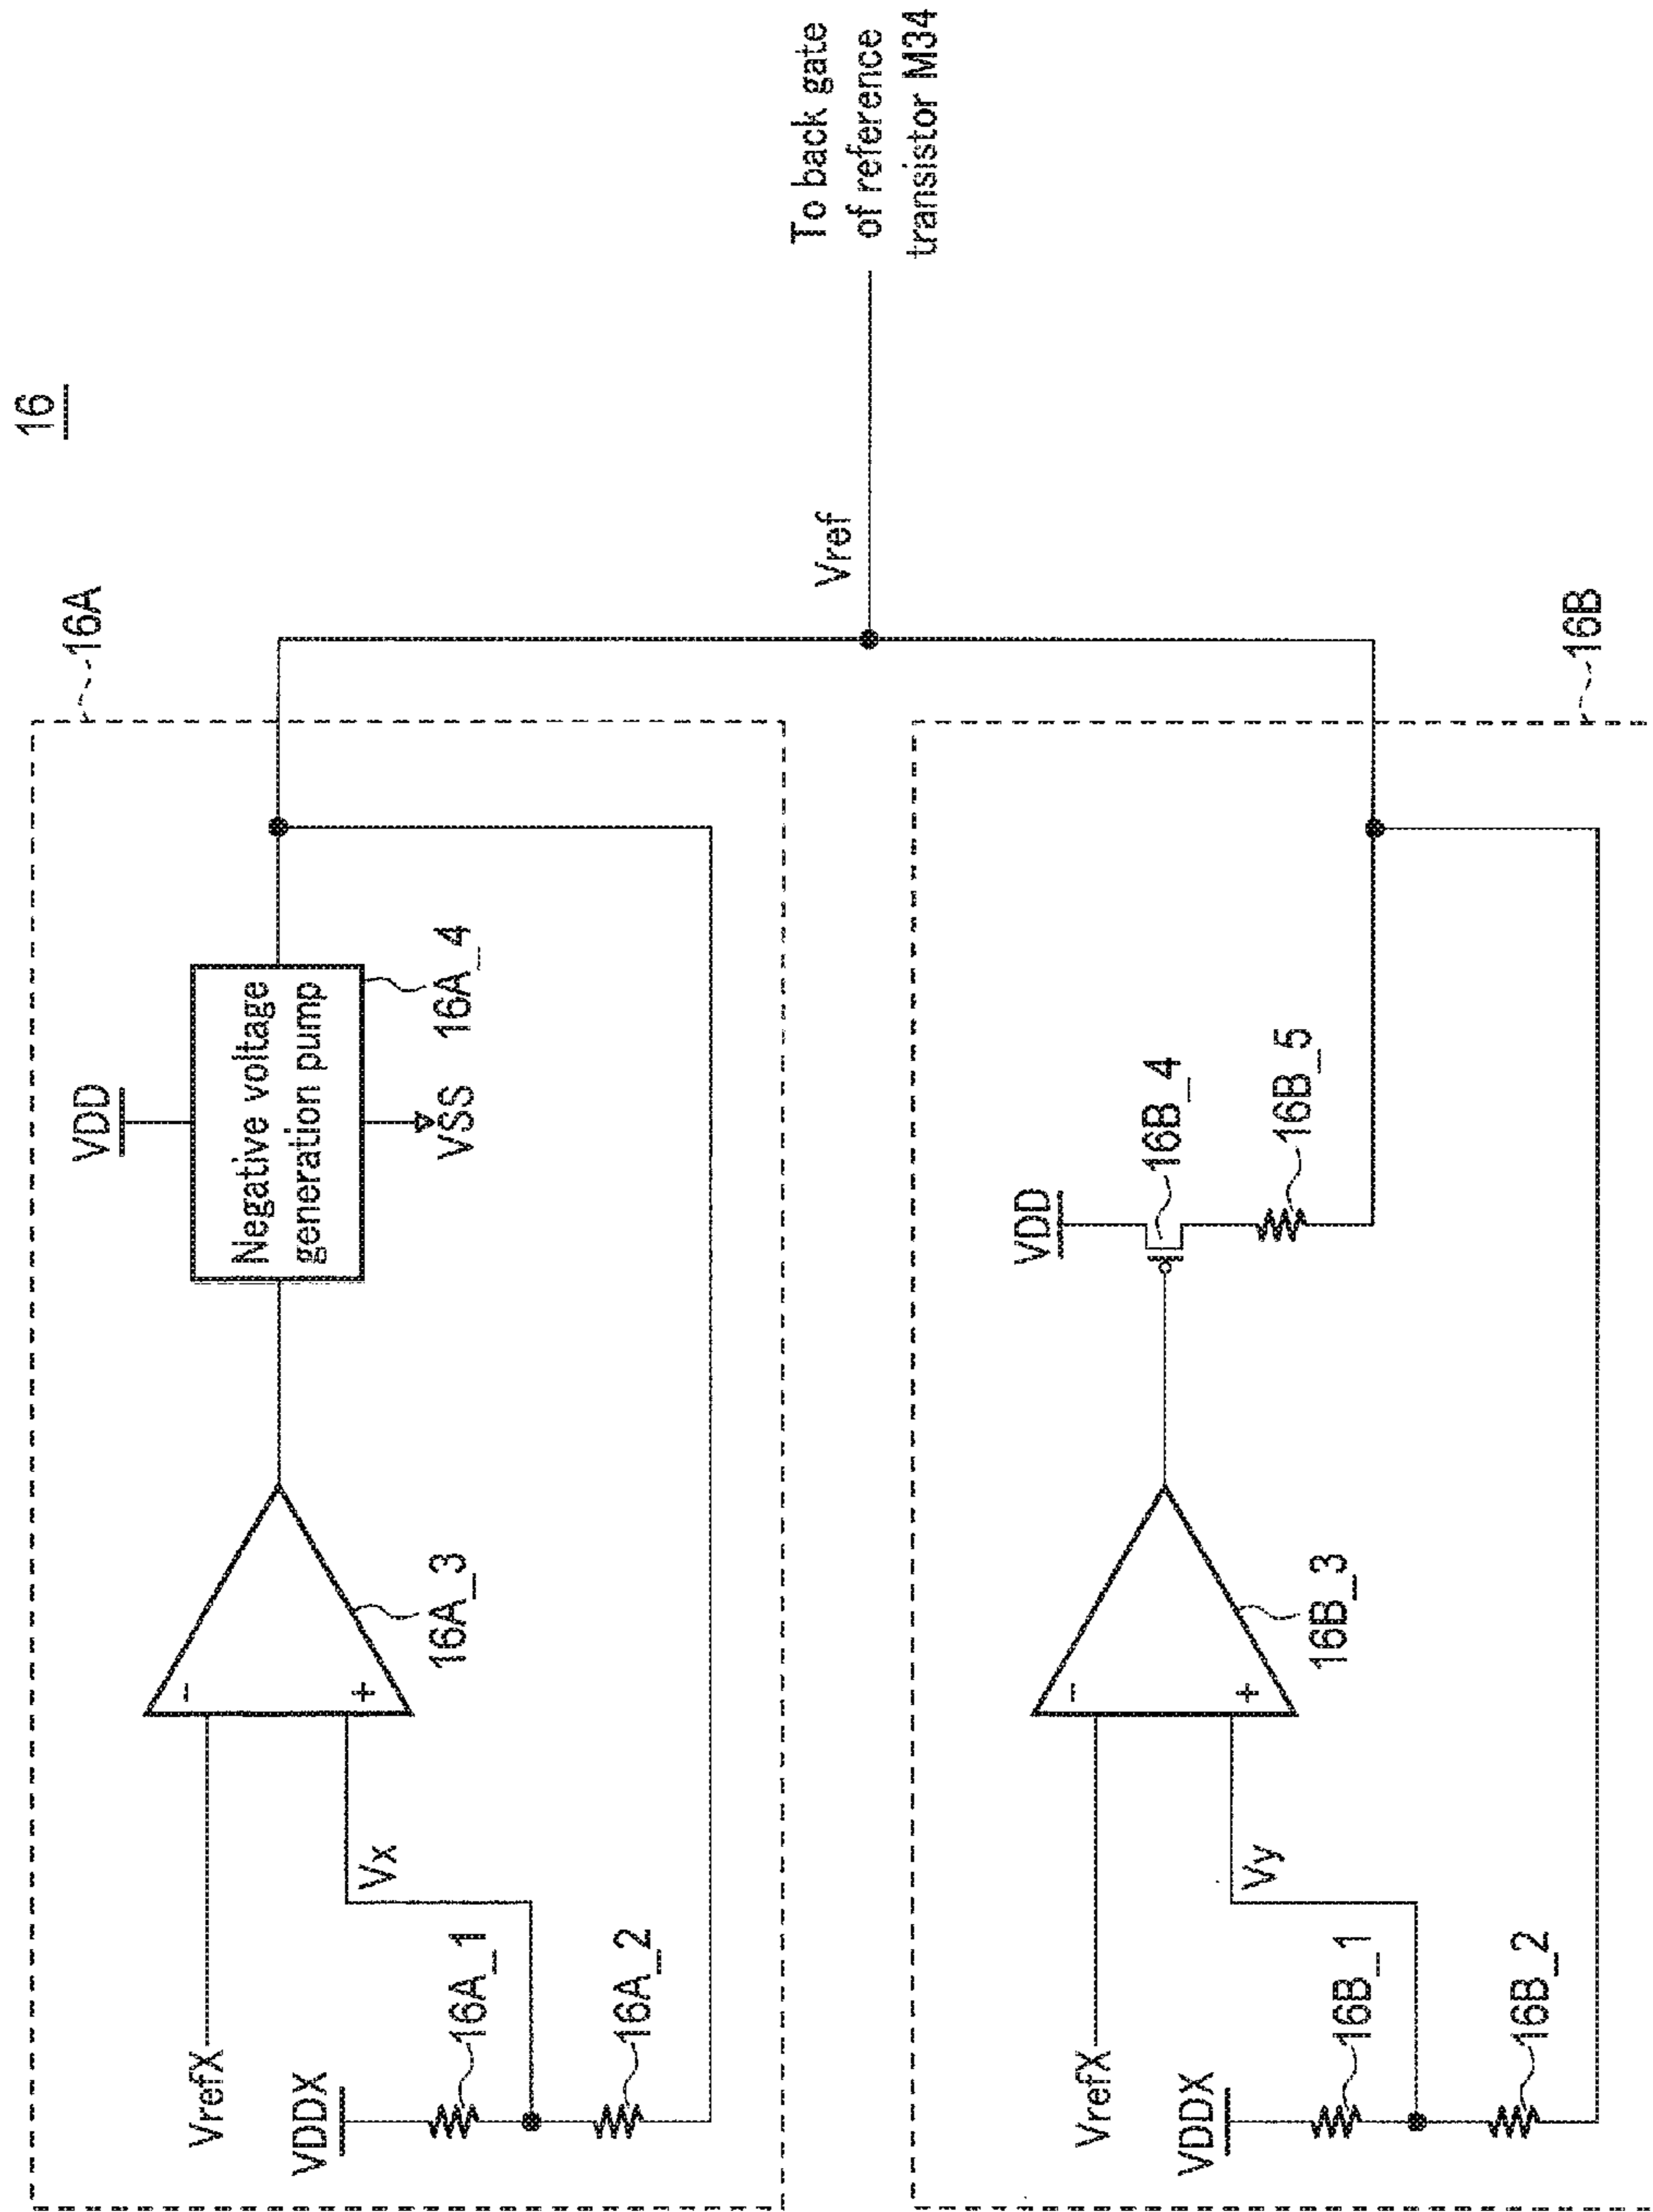 16
16A
VDD
Negative voltage
generation pump
VSS
16A_4
-
+
16A_3
VrefX
Vx
VDDX
16A_1
16A_2
Vref
To back gate
of reference
transistor M34
16B
VDD
16B_4
16B_5
-
+
16B_3
VrefX
Vy
VDDX
16B_1
16B_2